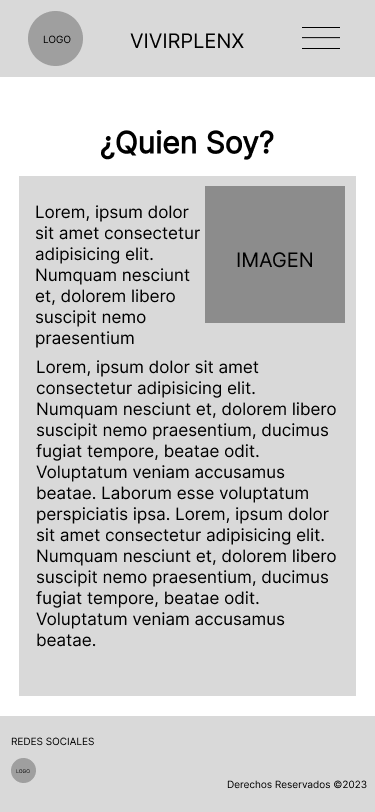 LOGO
VIVIRPLENX
¿Quien Soy?
Lorem, ipsum dolor
sit amet consectetur
adipisicing elit.
Numquam nesciunt
et, dolorem libero
suscipit nemo
praesentium
IMAGEN
Lorem, ipsum dolor sit amet
consectetur adipisicing elit.
Numquam nesciunt et, dolorem libero
suscipit nemo praesentium, ducimus
fugiat tempore, beatae odit.
Voluptatum veniam accusamus
beatae. Laborum esse voluptatum
perspiciatis ipsa. Lorem, ipsum dolor
sit amet consectetur adipisicing elit.
Numquam nesciunt et, dolorem libero
suscipit nemo praesentium, ducimus
fugiat tempore, beatae odit.
Voluptatum veniam accusamus
beatae.
REDES SOCIALES
LOGO
Derechos Reservados ©2023